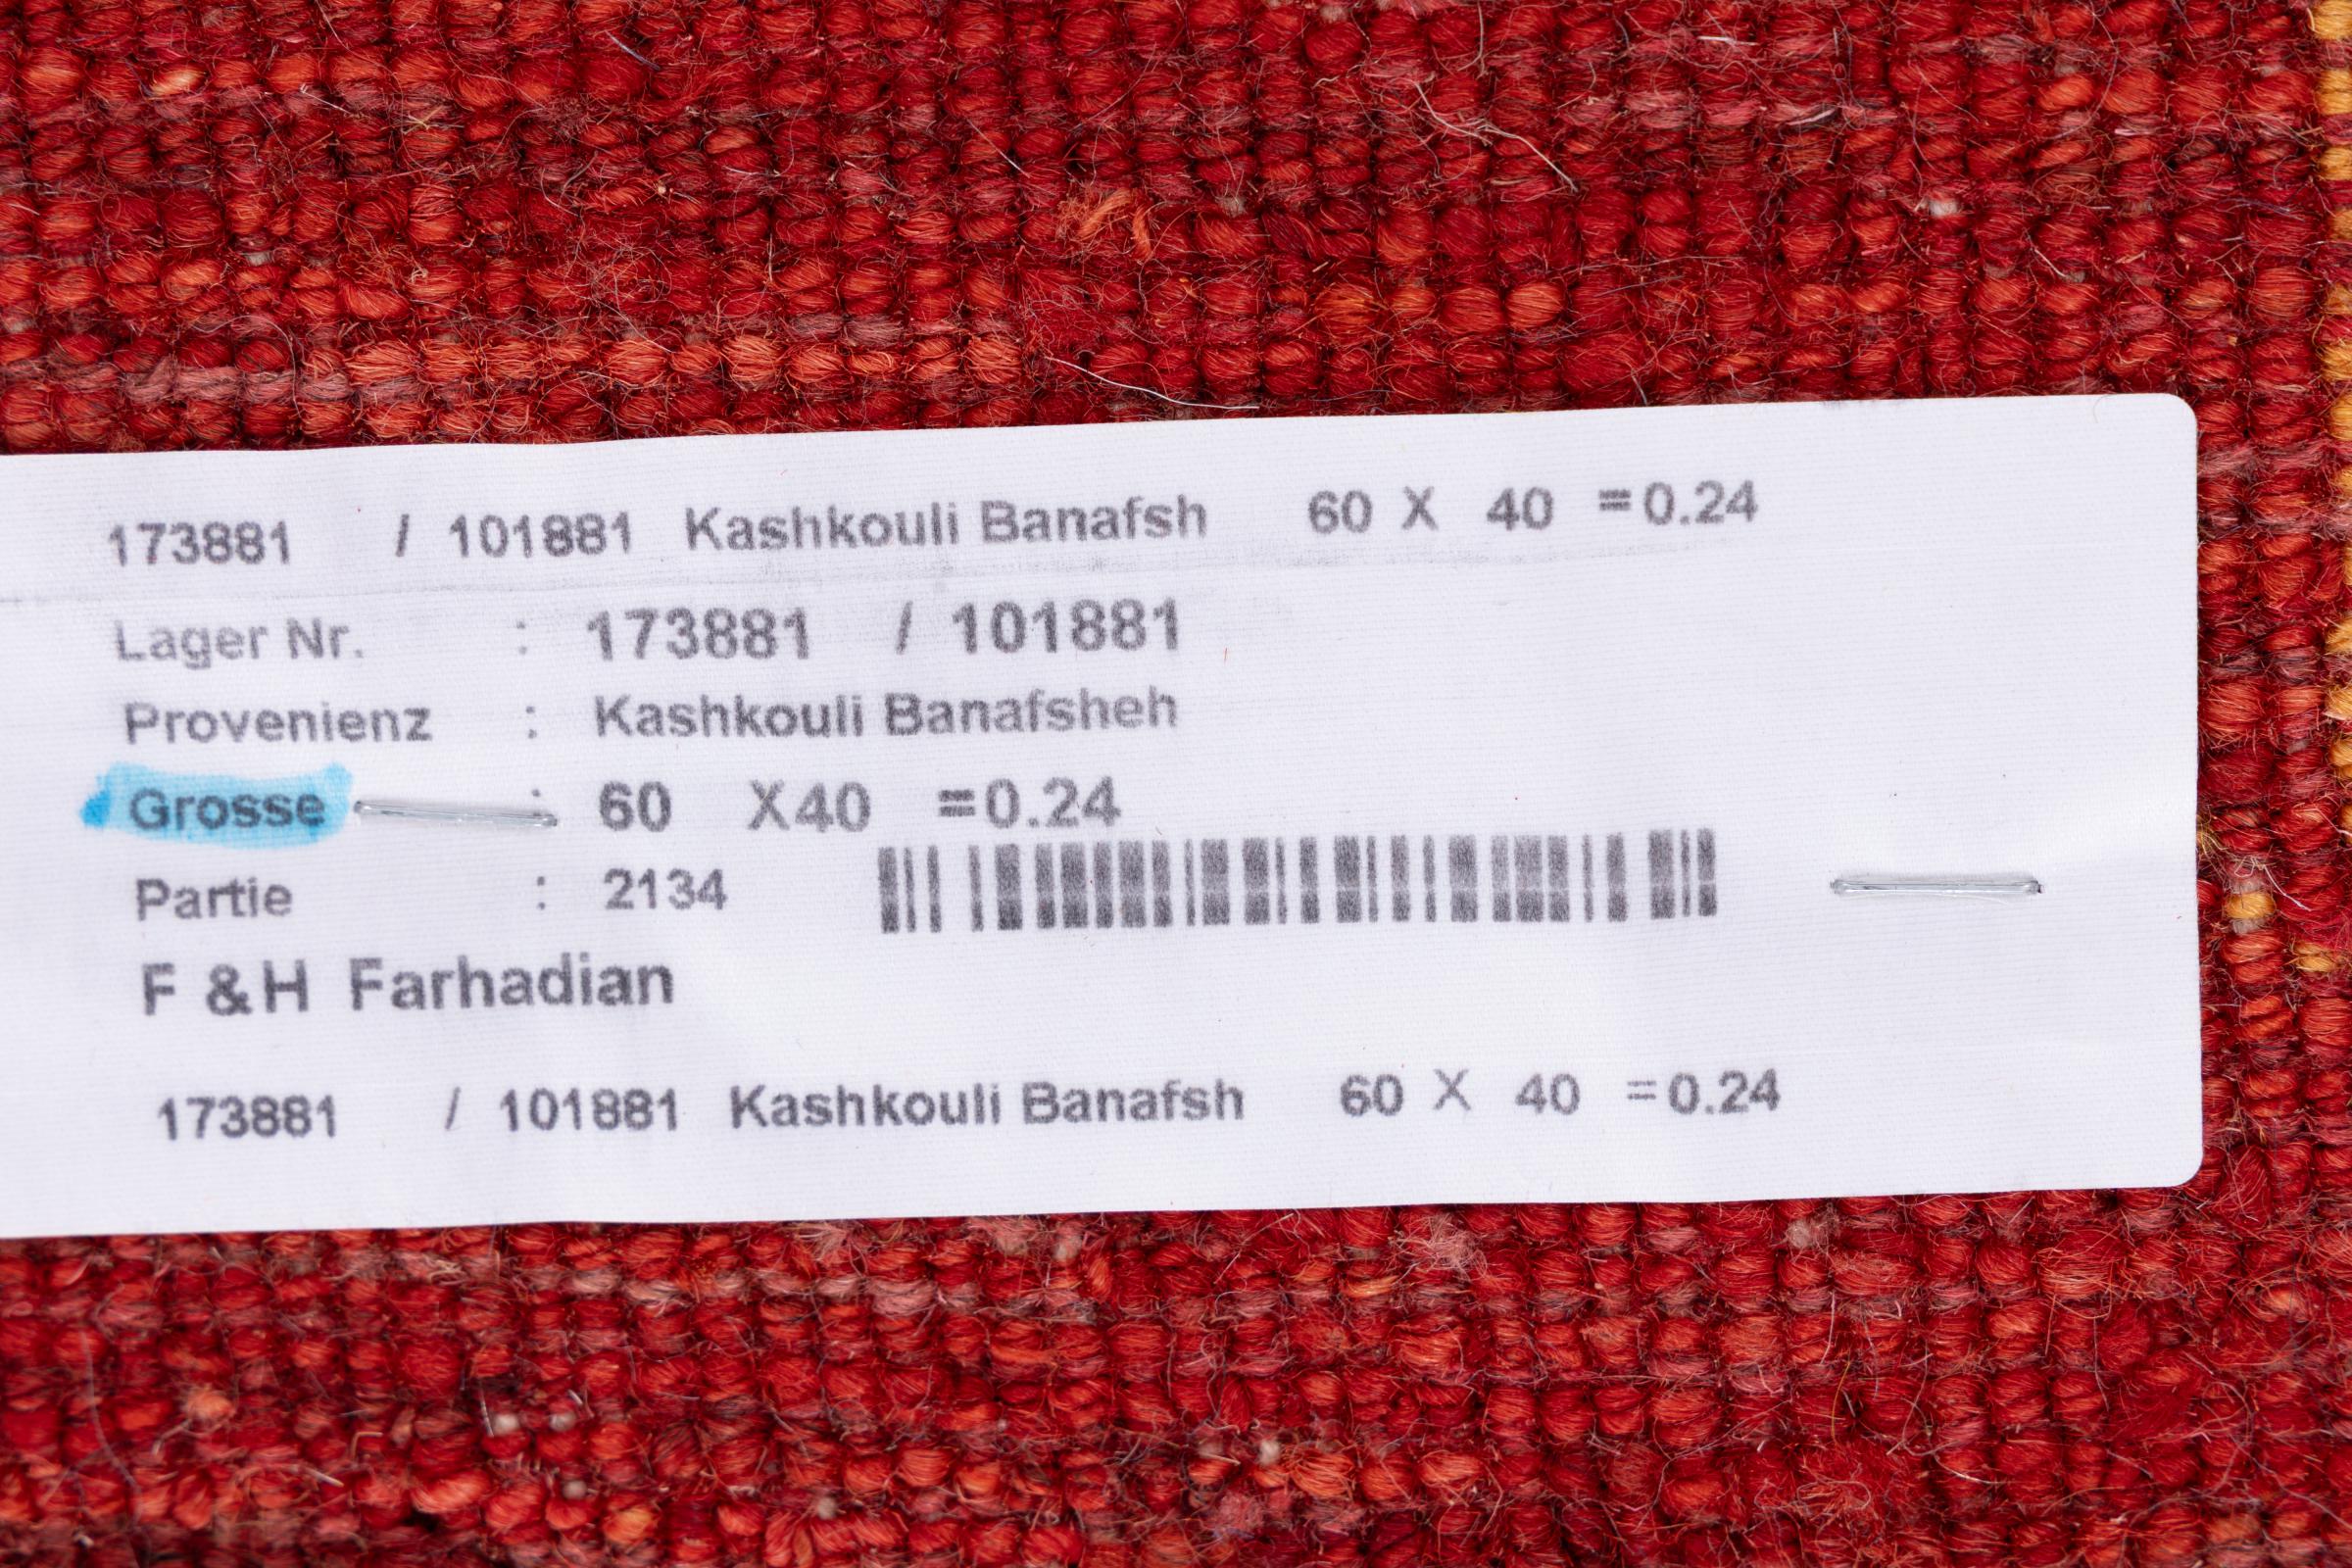 173881 / 101881 Kashkouli Banafsh 60 X 40 =0.24
Lager Nr. : 173881 / 101881
Provenienz : Kashkouli Banafsheh
Grosse : 60 X40 =0.24
Partie : 2134
F &H Farhadian
173881 / 101881 Kashkouli Banafsh 60 X 40 =0.24